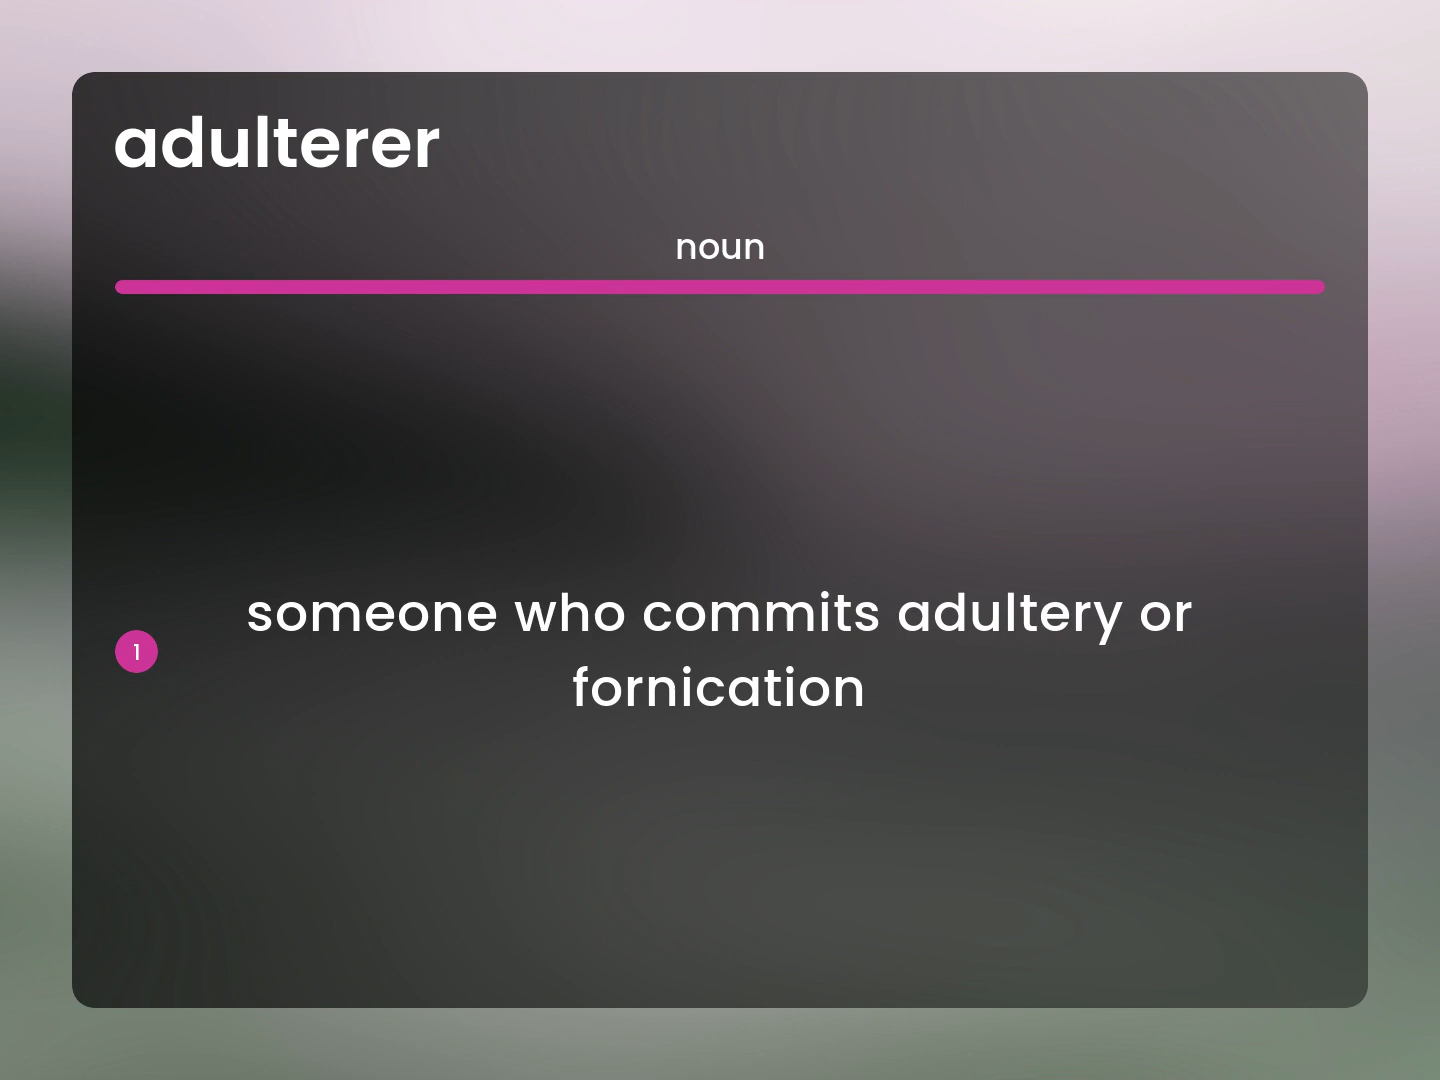 adulterer
noun
1
someone who commits adultery or
fornication